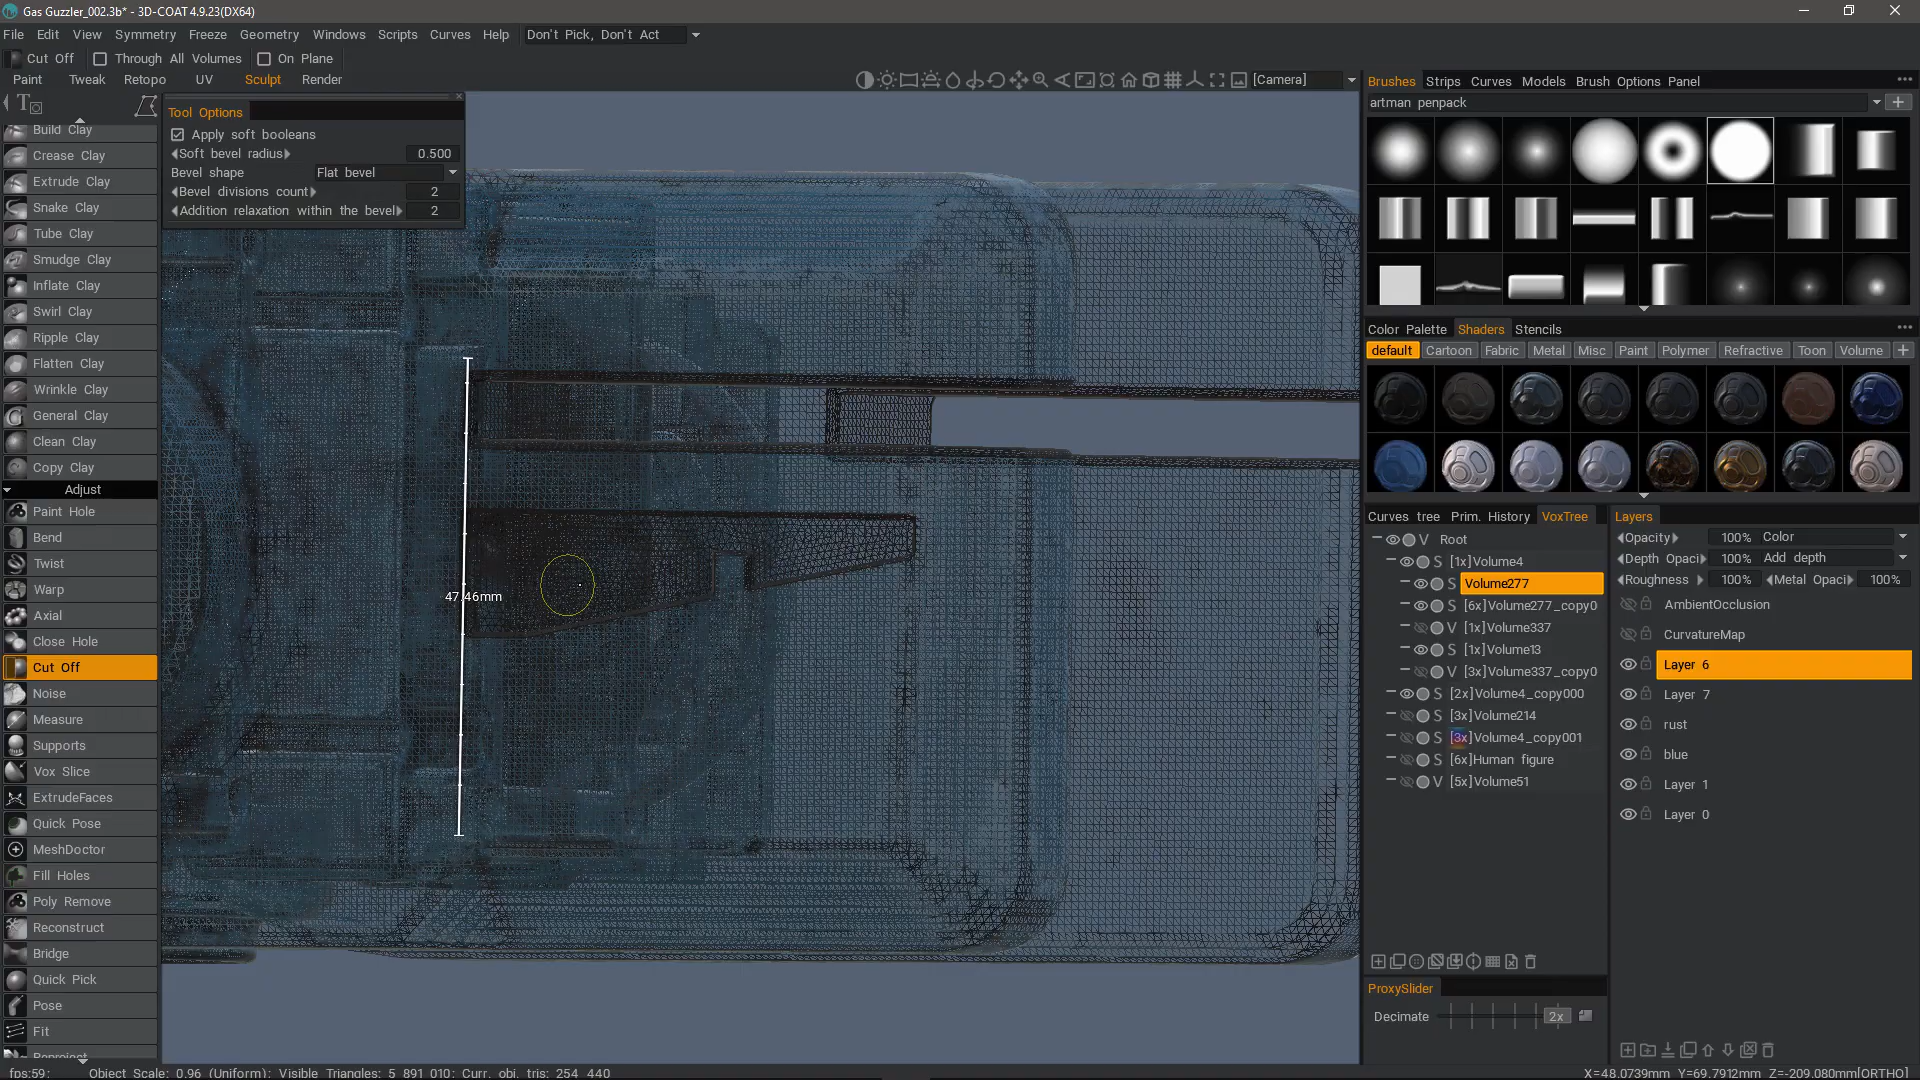 Gas Guzzler_002.3b* - 3D-COAT 4.9.23(DX64)
File Edit View Symmetry Freeze Geometry Windows Scripts Curves Help Don't Pick, Don't Act
Cut Off Through All Volumes On Plane
Paint Tweak Retopo UV Sculpt Render [Camera]
Tool Options
Apply soft booleans
Soft bevel radius 0.500
Bevel shape Flat bevel
Bevel divisions count 2
Addition relaxation within the bevel 2
Build Clay
Crease Clay
Extrude Clay
Snake Clay
Tube Clay
Smudge Clay
Inflate Clay
Swirl Clay
Ripple Clay
Flatten Clay
Wrinkle Clay
General Clay
Clean Clay
Copy Clay
Adjust
Paint Hole
Bend
Twist
Warp
Axial
Close Hole
Cut Off
Noise
Measure
Supports
Vox Slice
ExtrudeFaces
Quick Pose
MeshDoctor
Fill Holes
Poly Remove
Reconstruct
Bridge
Quick Pick
Pose
Fit
Reproject
47.46mm
Brushes Strips Curves Models Brush Options Panel
artman penpack
Color Palette Shaders Stencils
default Cartoon Fabric Metal Misc Paint Polymer Refractive Toon Volume
Curves tree Prim. History VoxTree
V Root
S [1x]Volume4
S Volume277
S [6x]Volume277_copy0
V [1x]Volume337
S [1x]Volume13
V [3x]Volume337_copy0
S [2x]Volume4_copy000
S [3x]Volume214
S [3x]Volume4_copy001
S [6x]Human figure
V [5x]Volume51
ProxySlider
Decimate 2x
Layers
Opacity 100% Color
Depth Opaci 100% Add depth
Roughness 100% Metal Opaci 100%
AmbientOcclusion
CurvatureMap
Layer 6
Layer 7
rust
blue
Layer 1
Layer 0
fps:59; Object Scale: 0.96 (Uniform); Visible Triangles: 5 891 010; Curr. obj. tris: 254 440
X=48.0739mm Y=69.7912mm Z=-209.080mm[ORTHO]